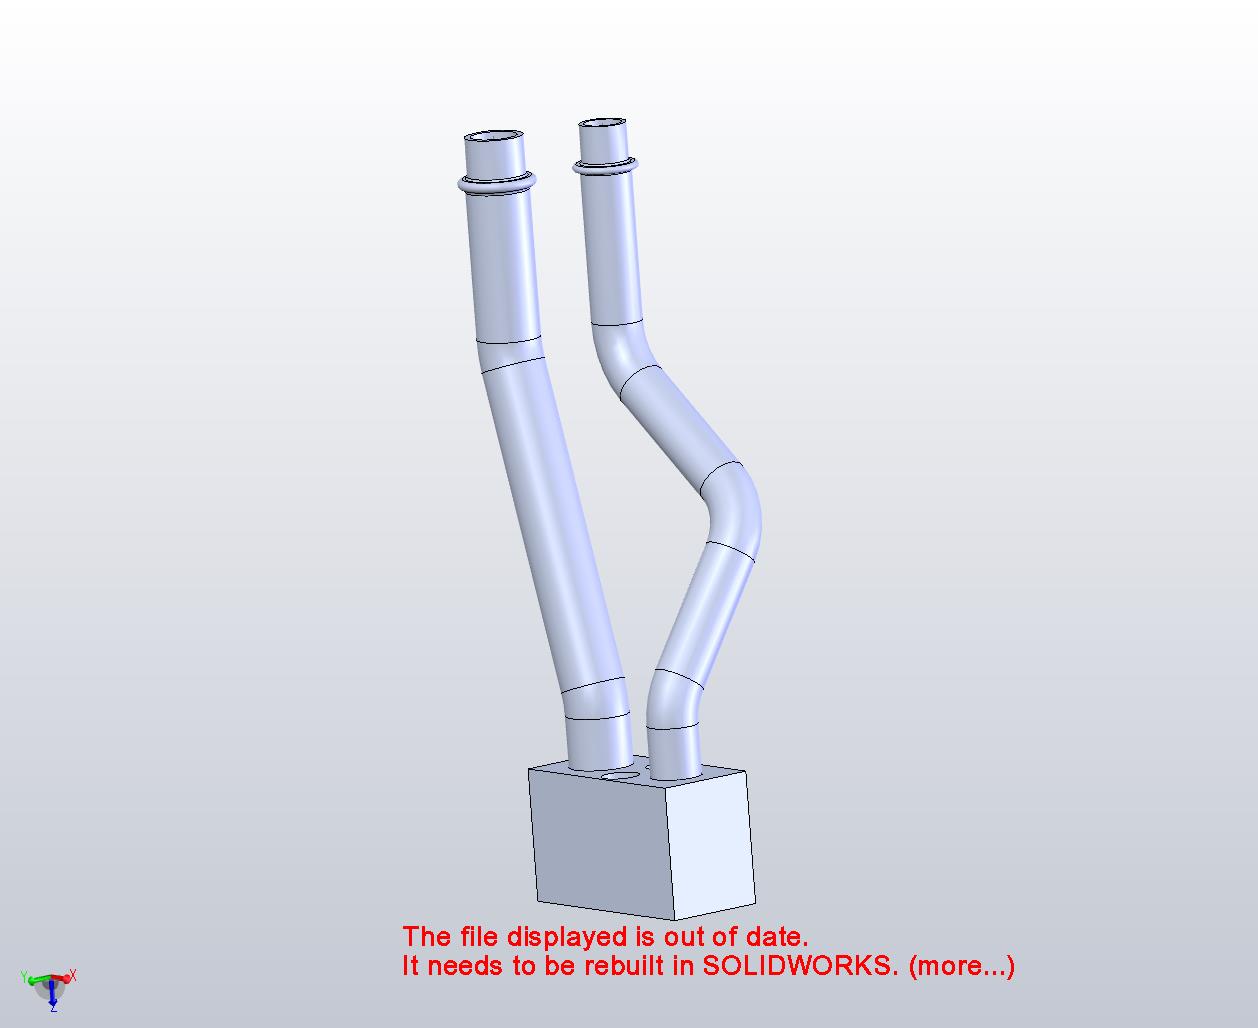 The file displayed is out of date.
It needs to be rebuilt in SOLIDWORKS. (more...)
Y
X
Z